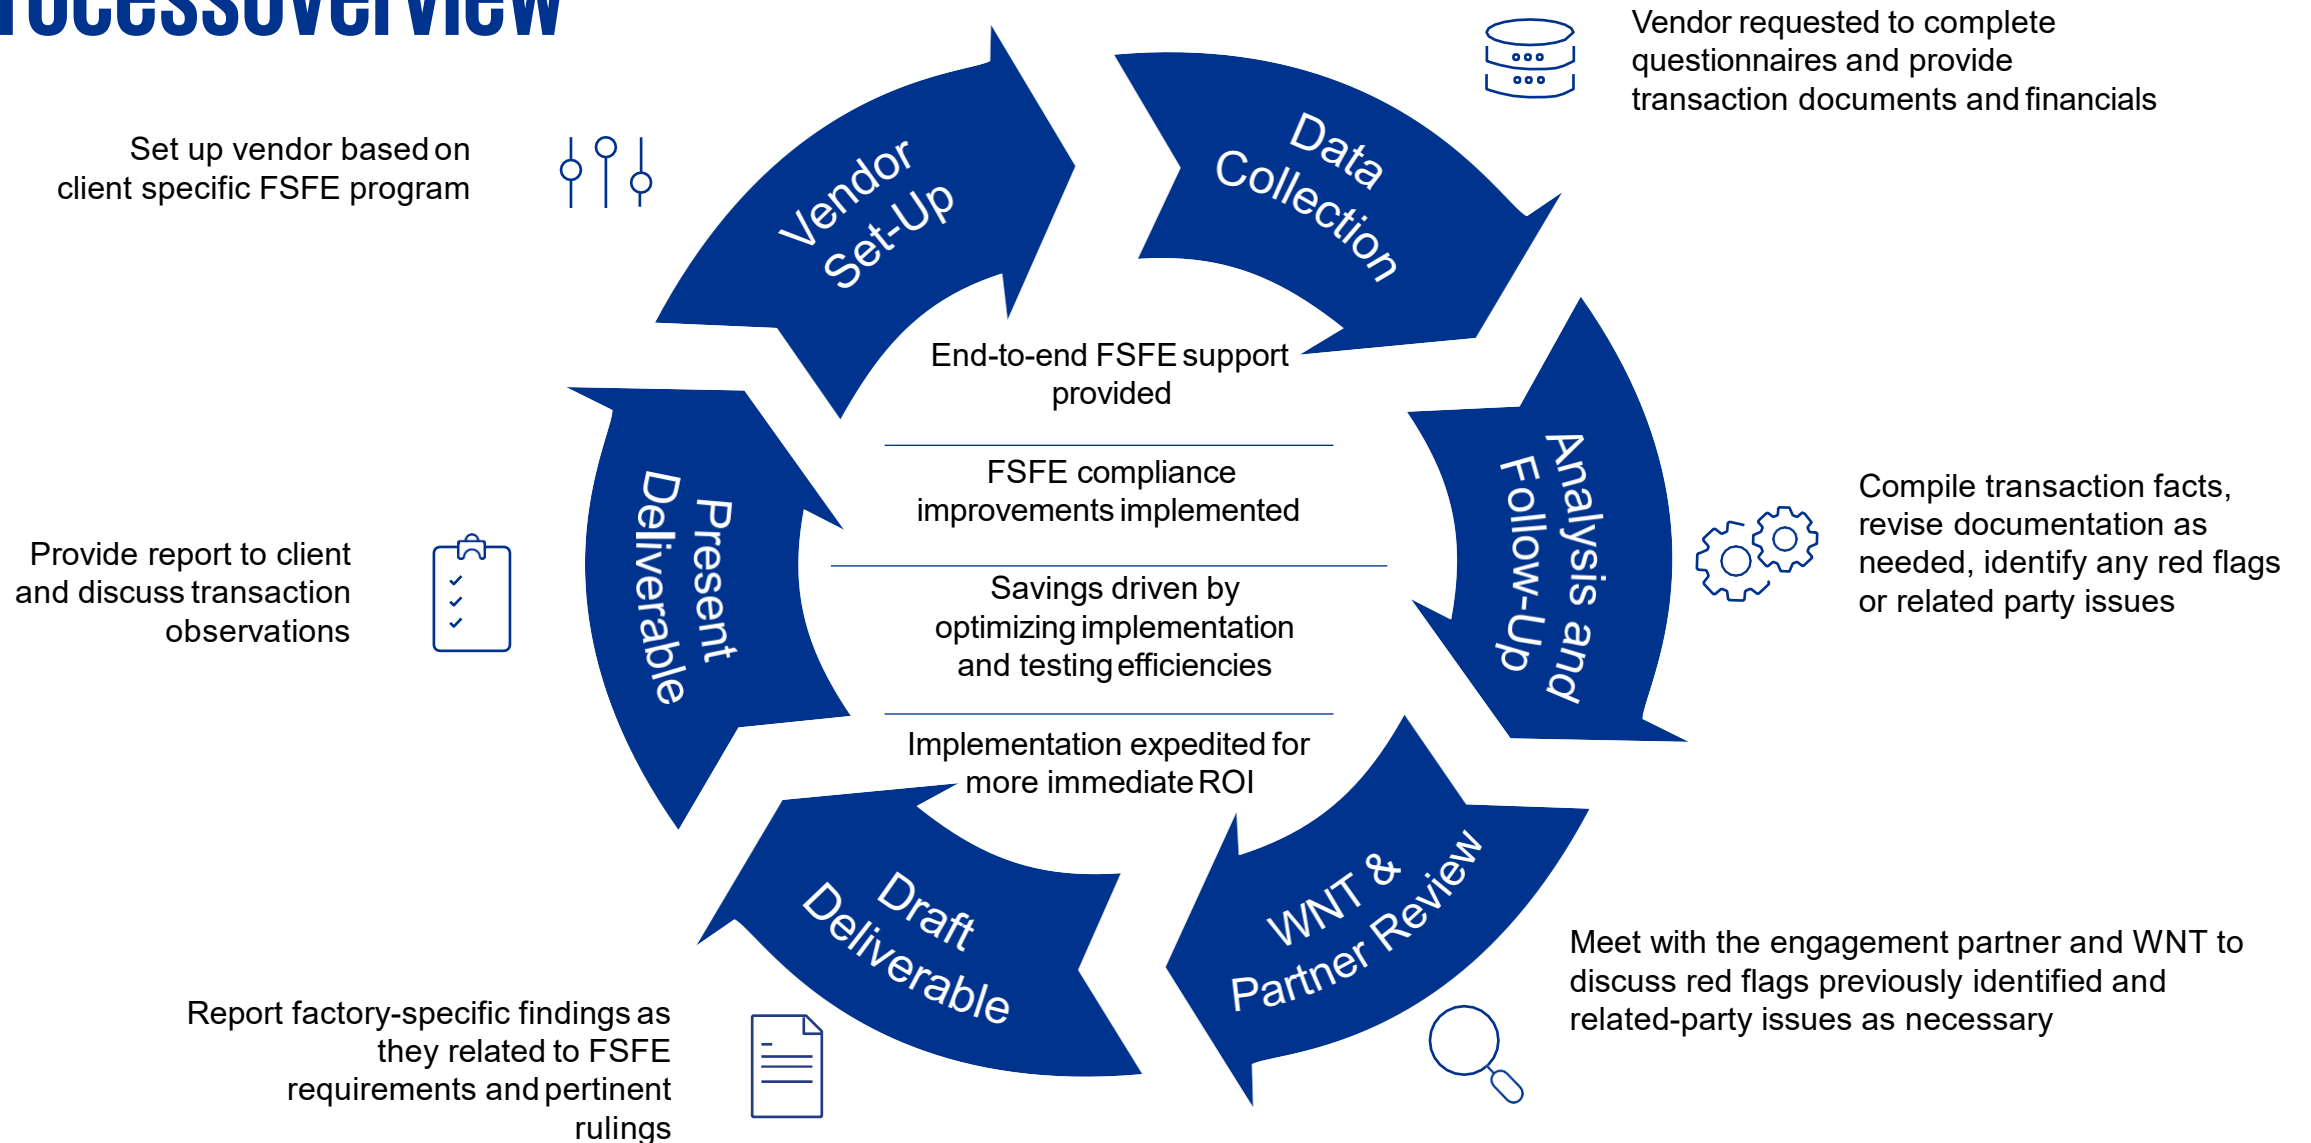 rocessOverview
Vendor requested to complete
questionnaires and provide
transaction documents and financials
Set up vendor based on
client specific FSFE program
Vendor
Set-Up
Data
Collection
End-to-end FSFE support
provided
FSFE compliance
improvements implemented
Savings driven by
optimizing implementation
and testing efficiencies
Implementation expedited for
more immediate ROI
Analysis and
Follow-Up
Compile transaction facts,
revise documentation as
needed, identify any red flags
or related party issues
Present
Deliverable
Provide report to client
and discuss transaction
observations
WNT &
Partner Review
Meet with the engagement partner and WNT to
discuss red flags previously identified and
related-party issues as necessary
Draft
Deliverable
Report factory-specific findings as
they related to FSFE
requirements and pertinent
rulings